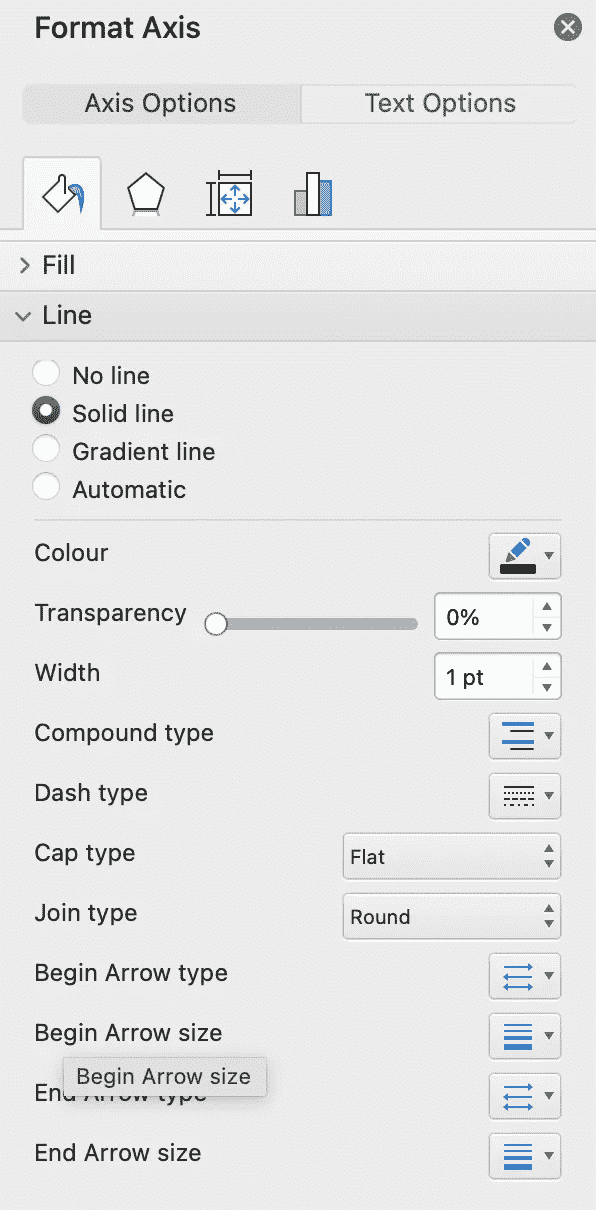 Format Axis
Axis Options Text Options
Fill
Line
No line
Solid line
Gradient line
Automatic
Colour
Transparency 0%
Width 1 pt
Compound type
Dash type
Cap type Flat
Join type Round
Begin Arrow type
Begin Arrow size
Begin Arrow size
End Arrow type
End Arrow size